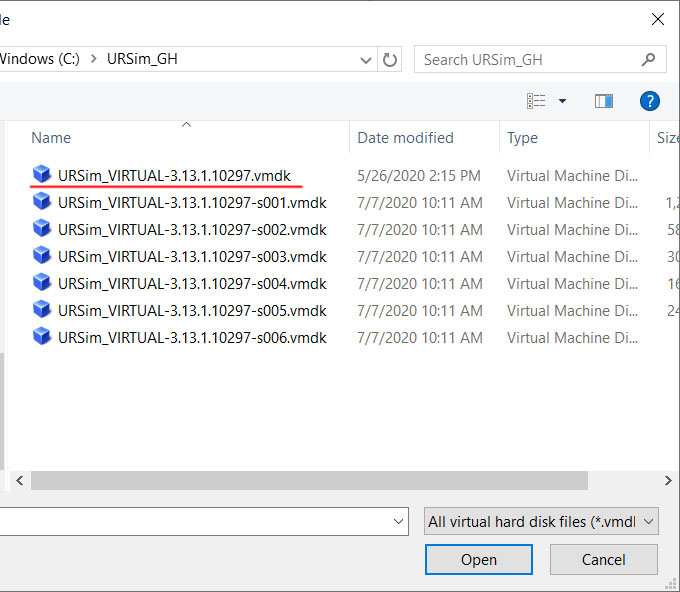 le
Windows (C:) > URSim_GH
Search URSim_GH
?
Name Date modified Type Size
URSim_VIRTUAL-3.13.1.10297.vmdk 5/26/2020 2:15 PM Virtual Machine Di...
URSim_VIRTUAL-3.13.1.10297-s001.vmdk 7/7/2020 10:11 AM Virtual Machine Di... 1,2
URSim_VIRTUAL-3.13.1.10297-s002.vmdk 7/7/2020 10:11 AM Virtual Machine Di... 58
URSim_VIRTUAL-3.13.1.10297-s003.vmdk 7/7/2020 10:11 AM Virtual Machine Di... 30
URSim_VIRTUAL-3.13.1.10297-s004.vmdk 7/7/2020 10:11 AM Virtual Machine Di... 16
URSim_VIRTUAL-3.13.1.10297-s005.vmdk 7/7/2020 10:11 AM Virtual Machine Di... 24
URSim_VIRTUAL-3.13.1.10297-s006.vmdk 7/7/2020 10:11 AM Virtual Machine Di...
All virtual hard disk files (*.vmdl
Open Cancel